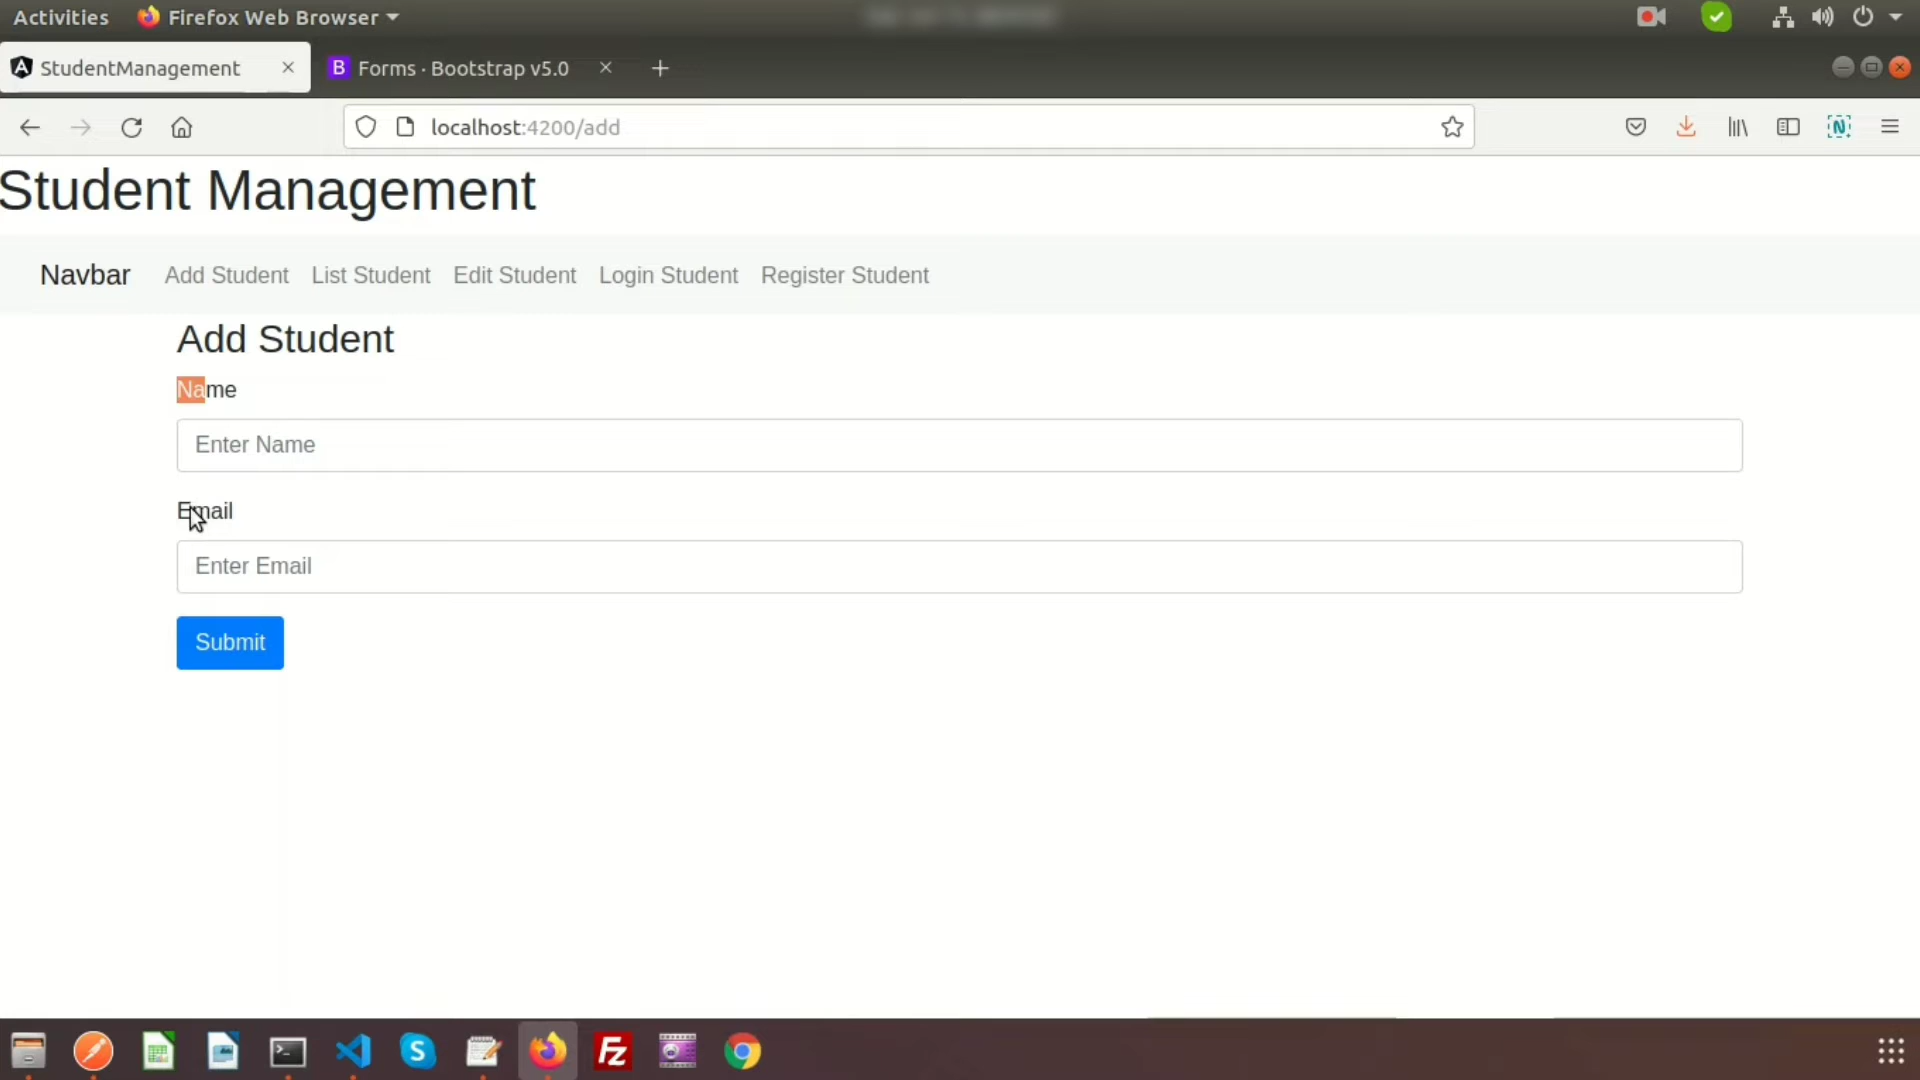 Activities Firefox Web Browser
StudentManagement Forms · Bootstrap v5.0
localhost:4200/add
Student Management
Navbar Add Student List Student Edit Student Login Student Register Student
Add Student
Name
Enter Name
Email
Enter Email
Submit